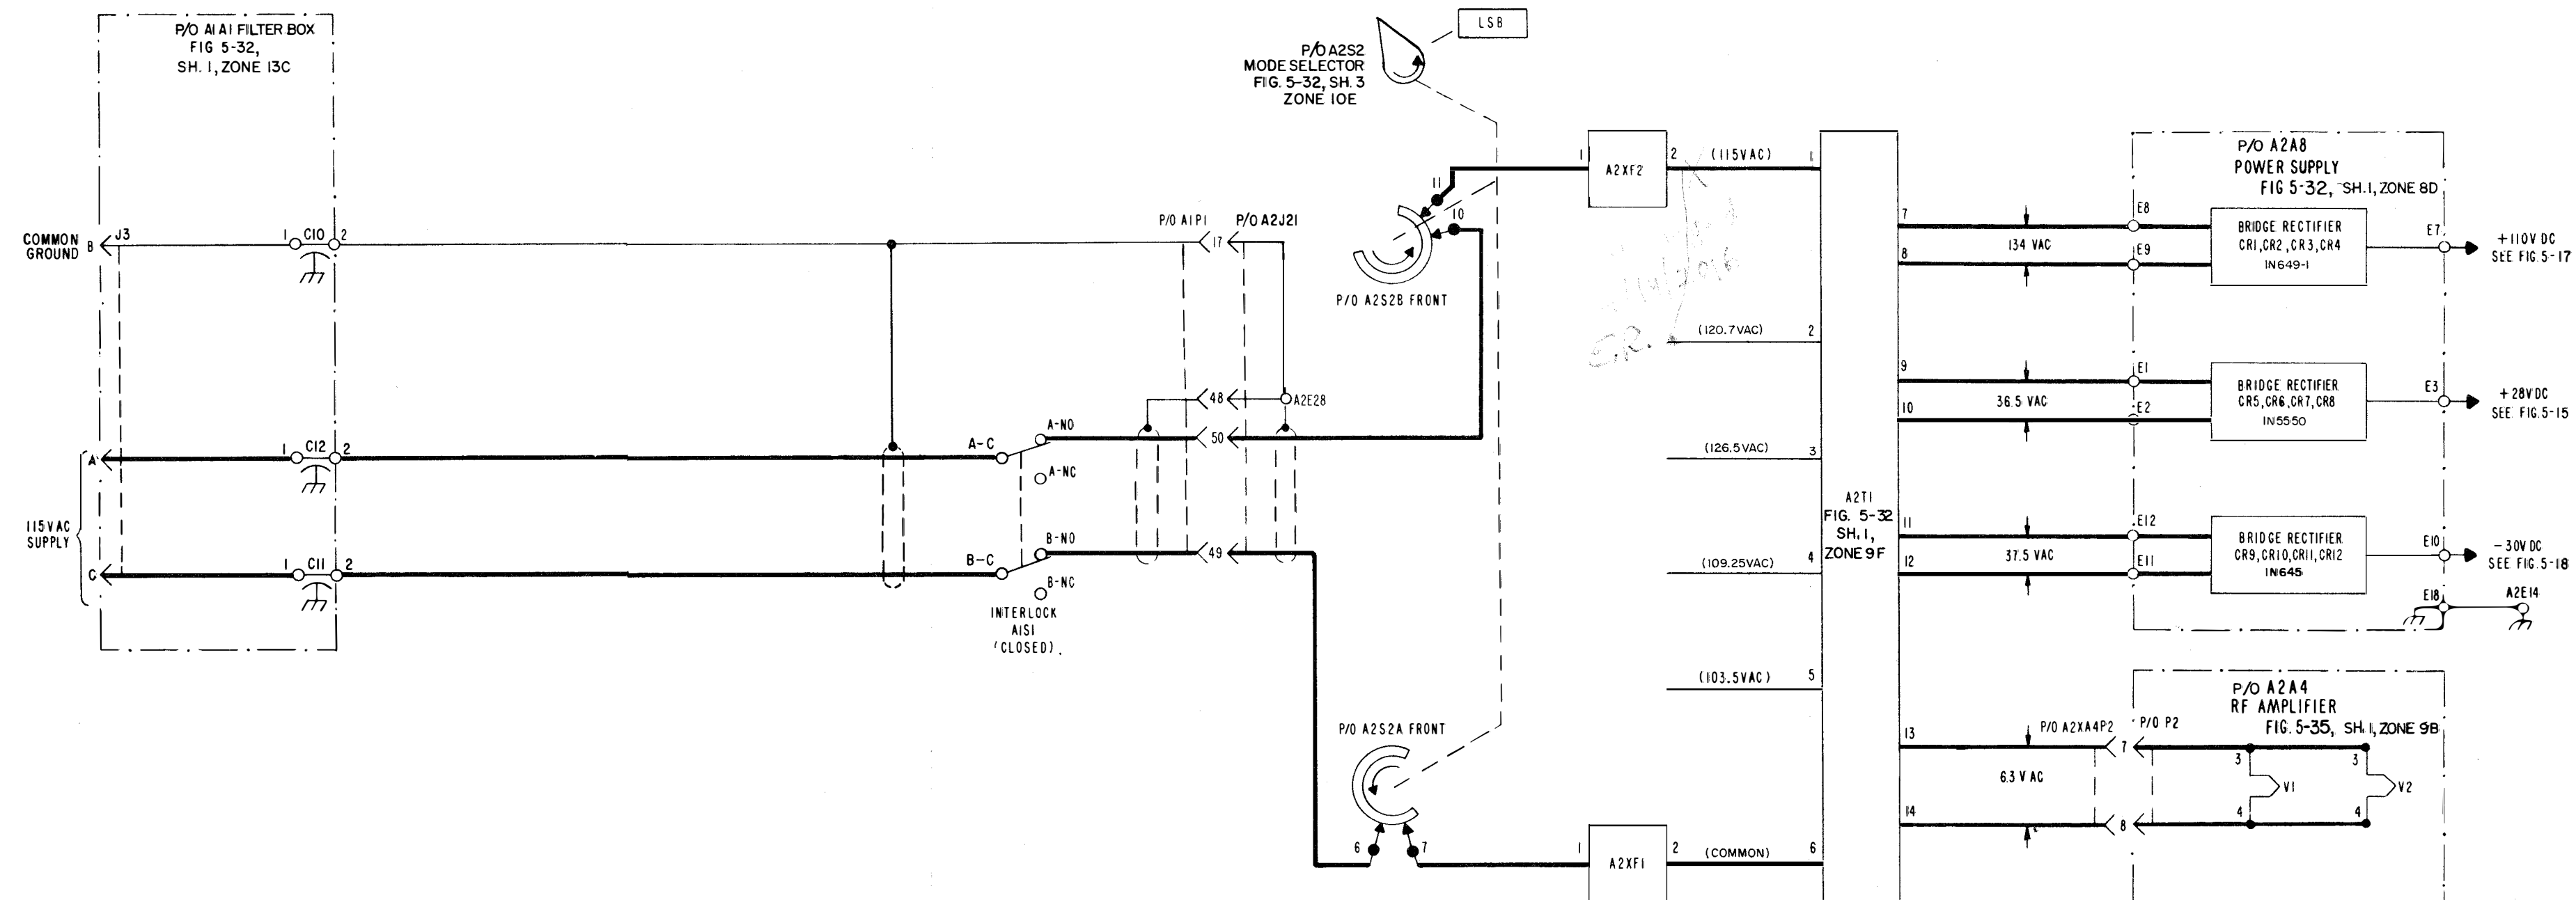 P/O A1A1 FILTER BOX
FIG 5-32,
SH. 1, ZONE 13C
COMMON
GROUND
B
J3
1
C10
2
A
1
C12
2
115VAC
SUPPLY
C
1
C11
2
A-C
A-NO
A-NC
B-C
B-NO
B-NC
INTERLOCK
A1S1
(CLOSED)
P/O A1P1
P/O A2J21
17
48
A2E28
50
49
P/O A2S2
MODE SELECTOR
FIG. 5-32, SH. 3
ZONE 10E
LSB
11
10
P/O A2S2B FRONT
P/O A2S2A FRONT
6
7
1
A2XF2
2
(115VAC)
1
(120.7VAC)
2
(126.5VAC)
3
(109.25VAC)
4
(103.5VAC)
5
1
A2XF1
2
(COMMON)
6
A2T1
FIG. 5-32
SH. 1,
ZONE 9F
7
134 VAC
8
9
36.5 VAC
10
11
37.5 VAC
12
13
6.3 VAC
14
P/O A2A8
POWER SUPPLY
FIG 5-32, SH. 1, ZONE 8D
E8
E9
BRIDGE RECTIFIER
CR1,CR2,CR3,CR4
IN649-1
E7
+110V DC
SEE FIG. 5-17
E1
E2
BRIDGE RECTIFIER
CR5,CR6,CR7,CR8
IN5550
E3
+28V DC
SEE FIG. 5-15
E12
E11
BRIDGE RECTIFIER
CR9,CR10,CR11,CR12
IN645
E10
-30V DC
SEE FIG. 5-18
E18
A2E14
P/O A2A4
RF AMPLIFIER
FIG. 5-35, SH. 1, ZONE 9B
P/O A2XA4P2
P/O P2
7
8
3
V1
4
3
V2
4